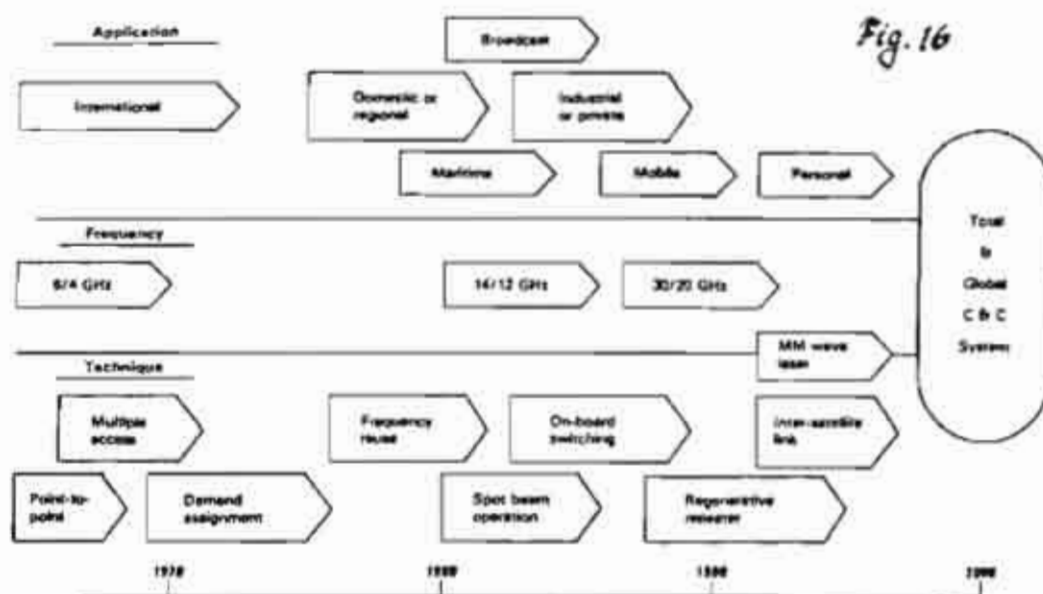 Fig. 16
Application
Broadcast
International
Domestic or
regional
Industrial
or private
Maritime
Mobile
Personal
Frequency
6/4 GHz
14/12 GHz
30/20 GHz
MM wave
laser
Total
&
Global
C & C
System
Technique
Multiple
access
Frequency
reuse
On-board
switching
Inter-satellite
link
Point-to-
point
Demand
assignment
Spot beam
operation
Regenerative
repeater
1970
1980
1990
2000